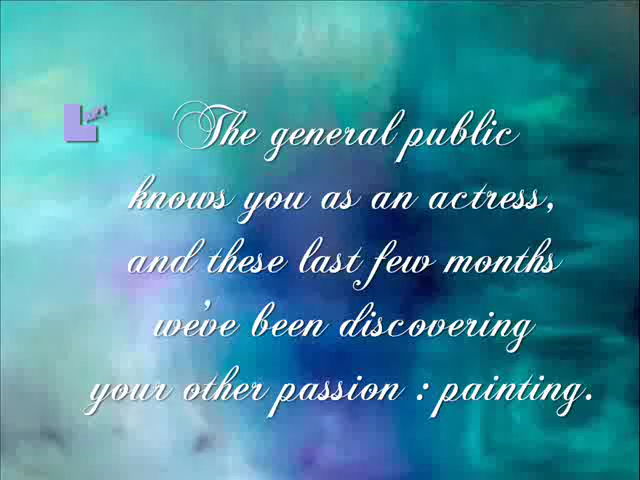 The general public
knows you as an actress,
and these last few months
we've been discovering
your other passion : painting.